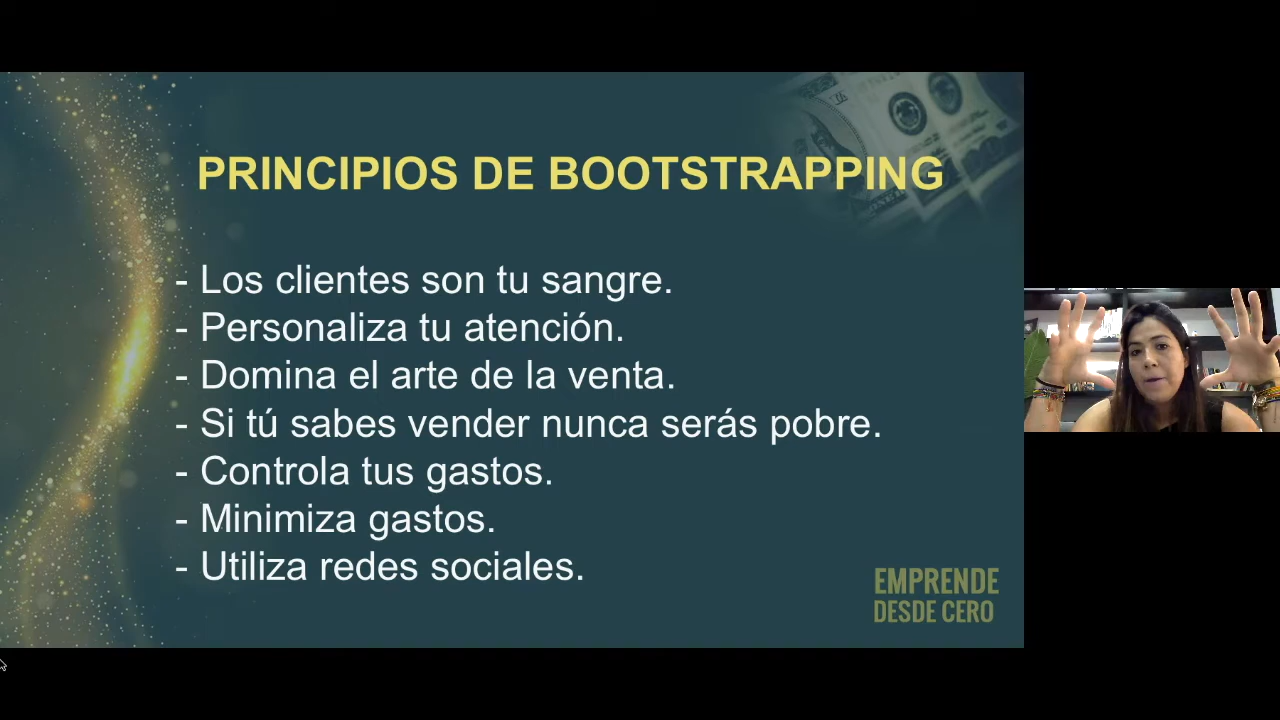 PRINCIPIOS DE BOOTSTRAPPING
- Los clientes son tu sangre.
- Personaliza tu atención.
- Domina el arte de la venta.
- Si tú sabes vender nunca serás pobre.
- Controla tus gastos.
- Minimiza gastos.
- Utiliza redes sociales.
EMPRENDE
DESDE CERO